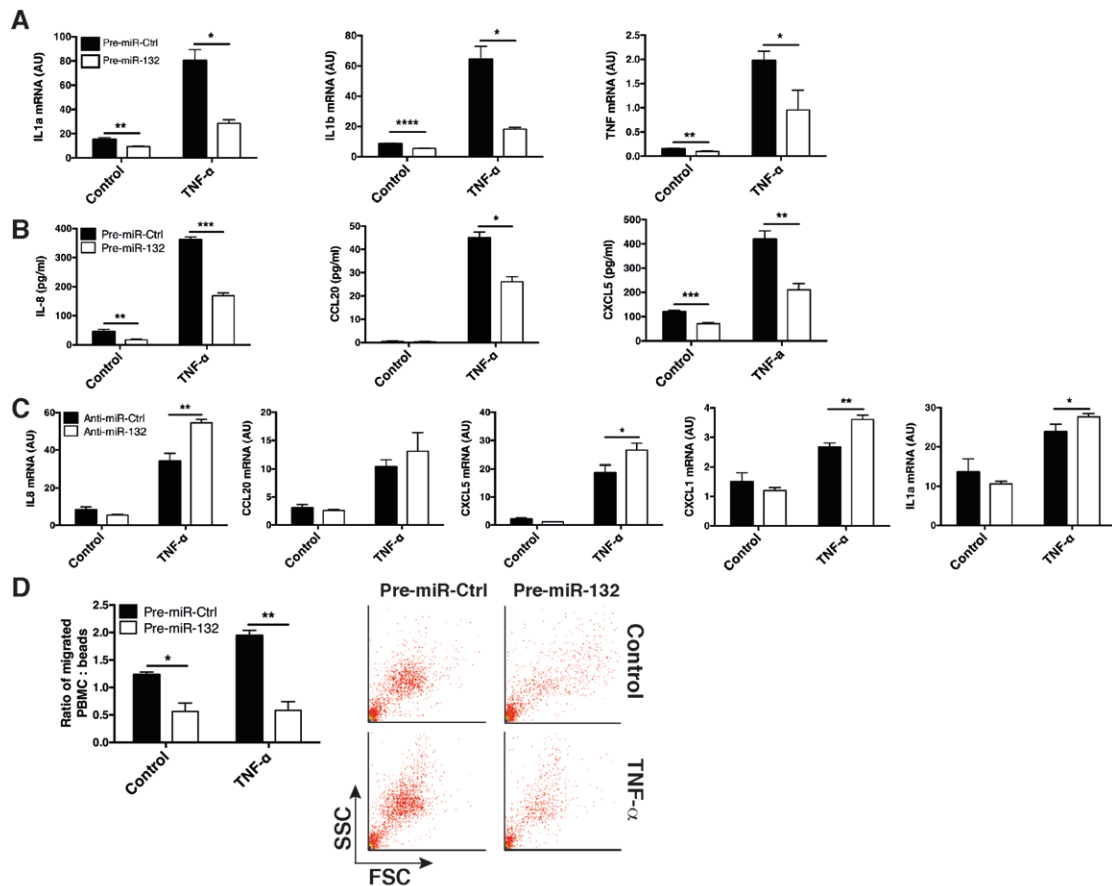 A
IL1a mRNA (AU)
100
80
60
40
20
0
Pre-miR-Ctrl
Pre-miR-132
**
*
Control
TNF-α
IL1b mRNA (AU)
80
60
40
20
0
****
*
Control
TNF-α
TNF mRNA (AU)
2.5
2.0
1.5
1.0
0.5
0.0
**
*
Control
TNF-α
B
IL-8 (pg/ml)
400
300
200
100
0
Pre-miR-Ctrl
Pre-miR-132
**
***
Control
TNF-α
CCL20 (pg/ml)
50
40
30
20
10
0
*
Control
TNF-α
CXCL5 (pg/ml)
500
400
300
200
100
0
***
**
Control
TNF-a
C
IL8 mRNA (AU)
60
40
20
0
Anti-miR-Ctrl
Anti-miR-132
**
Control
TNF-α
CCL20 mRNA (AU)
20
15
10
5
0
Control
TNF-α
CXCL5 mRNA (AU)
40
30
20
10
0
*
Control
TNF-α
CXCL1 mRNA (AU)
4
3
2
1
0
**
Control
TNF-α
IL1a mRNA (AU)
30
20
10
0
*
Control
TNF-α
D
Ratio of migrated
PBMC : beads
2.5
2.0
1.5
1.0
0.5
0.0
Pre-miR-Ctrl
Pre-miR-132
*
**
Control
TNF-α
Pre-miR-Ctrl
Pre-miR-132
Control
TNF-α
SSC
FSC